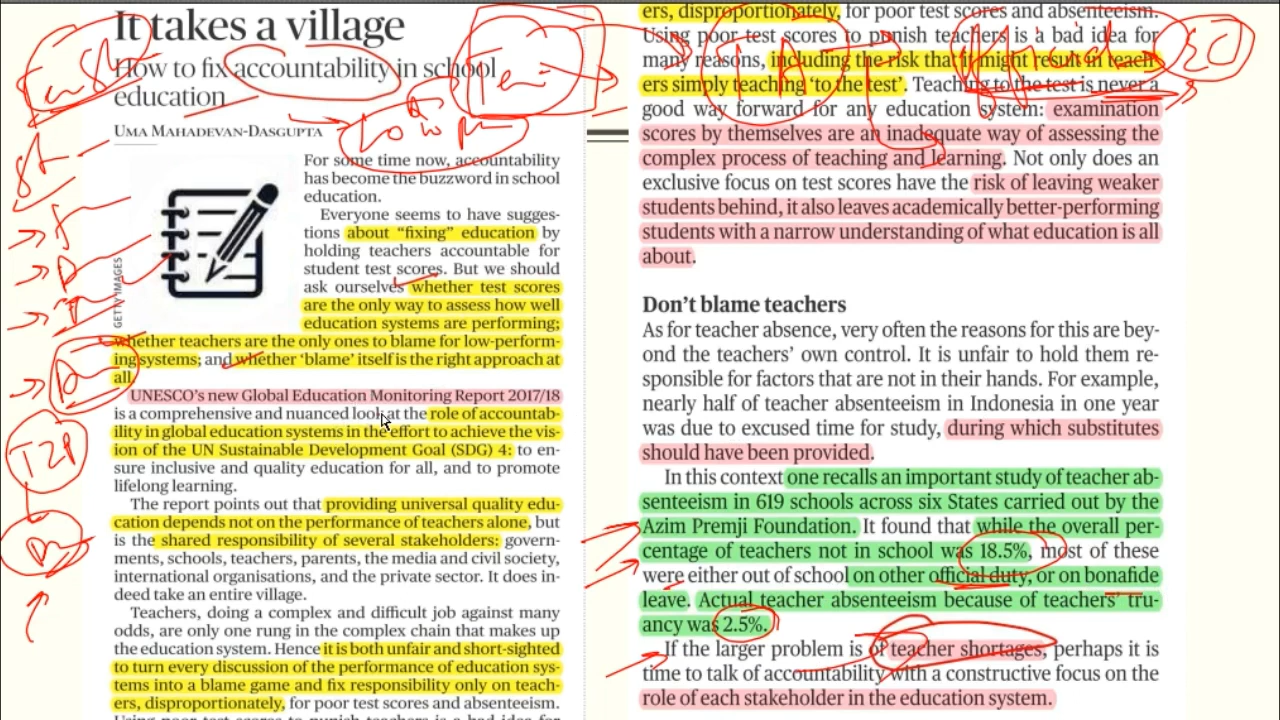 It takes a village
How to fix accountability in school
education
UMA MAHADEVAN-DASGUPTA
GETTY IMAGES
For some time now, accountability
has become the buzzword in school
education.
Everyone seems to have sugges-
tions about “fixing” education by
holding teachers accountable for
student test scores. But we should
ask ourselves whether test scores
are the only way to assess how well
education systems are performing;
whether teachers are the only ones to blame for low-perform-
ing systems; and whether ‘blame’ itself is the right approach at
all.
UNESCO’s new Global Education Monitoring Report 2017/18
is a comprehensive and nuanced look at the role of accountab-
ility in global education systems in the effort to achieve the vis-
ion of the UN Sustainable Development Goal (SDG) 4: to en-
sure inclusive and quality education for all, and to promote
lifelong learning.
The report points out that providing universal quality edu-
cation depends not on the performance of teachers alone, but
is the shared responsibility of several stakeholders: govern-
ments, schools, teachers, parents, the media and civil society,
international organisations, and the private sector. It does in-
deed take an entire village.
Teachers, doing a complex and difficult job against many
odds, are only one rung in the complex chain that makes up
the education system. Hence it is both unfair and short-sighted
to turn every discussion of the performance of education sys-
tems into a blame game and fix responsibility only on teach-
ers, disproportionately, for poor test scores and absenteeism.
Using poor test scores to punish teachers is a bad idea for
ers, disproportionately, for poor test scores and absenteeism.
Using poor test scores to punish teachers is a bad idea for
many reasons, including the risk that it might result in teach-
ers simply teaching ‘to the test’. Teaching to the test is never a
good way forward for any education system: examination
scores by themselves are an inadequate way of assessing the
complex process of teaching and learning. Not only does an
exclusive focus on test scores have the risk of leaving weaker
students behind, it also leaves academically better-performing
students with a narrow understanding of what education is all
about.
Don’t blame teachers
As for teacher absence, very often the reasons for this are bey-
ond the teachers’ own control. It is unfair to hold them re-
sponsible for factors that are not in their hands. For example,
nearly half of teacher absenteeism in Indonesia in one year
was due to excused time for study, during which substitutes
should have been provided.
In this context one recalls an important study of teacher ab-
senteeism in 619 schools across six States carried out by the
Azim Premji Foundation. It found that while the overall per-
centage of teachers not in school was 18.5%, most of these
were either out of school on other official duty, or on bonafide
leave. Actual teacher absenteeism because of teachers’ tru-
ancy was 2.5%.
If the larger problem is of teacher shortages, perhaps it is
time to talk of accountability with a constructive focus on the
role of each stakeholder in the education system.